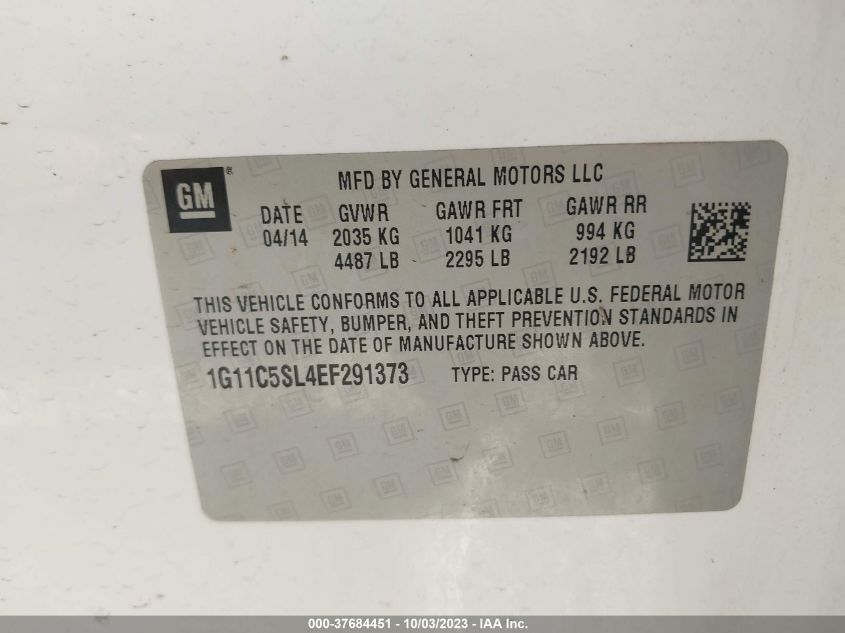 GM
®
MFD BY GENERAL MOTORS LLC
DATE GVWR GAWR FRT GAWR RR
04/14 2035 KG 1041 KG 994 KG
4487 LB 2295 LB 2192 LB
THIS VEHICLE CONFORMS TO ALL APPLICABLE U.S. FEDERAL MOTOR
VEHICLE SAFETY, BUMPER, AND THEFT PREVENTION STANDARDS IN
EFFECT ON THE DATE OF MANUFACTURE SHOWN ABOVE.
1G11C5SL4EF291373 TYPE: PASS CAR
000-37684451 - 10/03/2023 - IAA Inc.